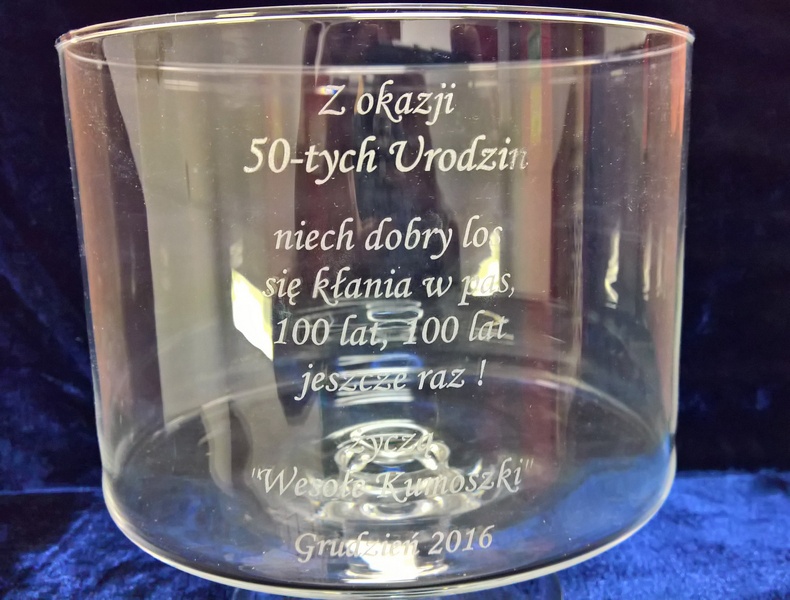 Z okazji
50-tych Urodzin
niech dobry los
się kłania w pas,
100 lat, 100 lat
jeszcze raz !
życzą
"Wesołe Kumoszki"
Grudzień 2016